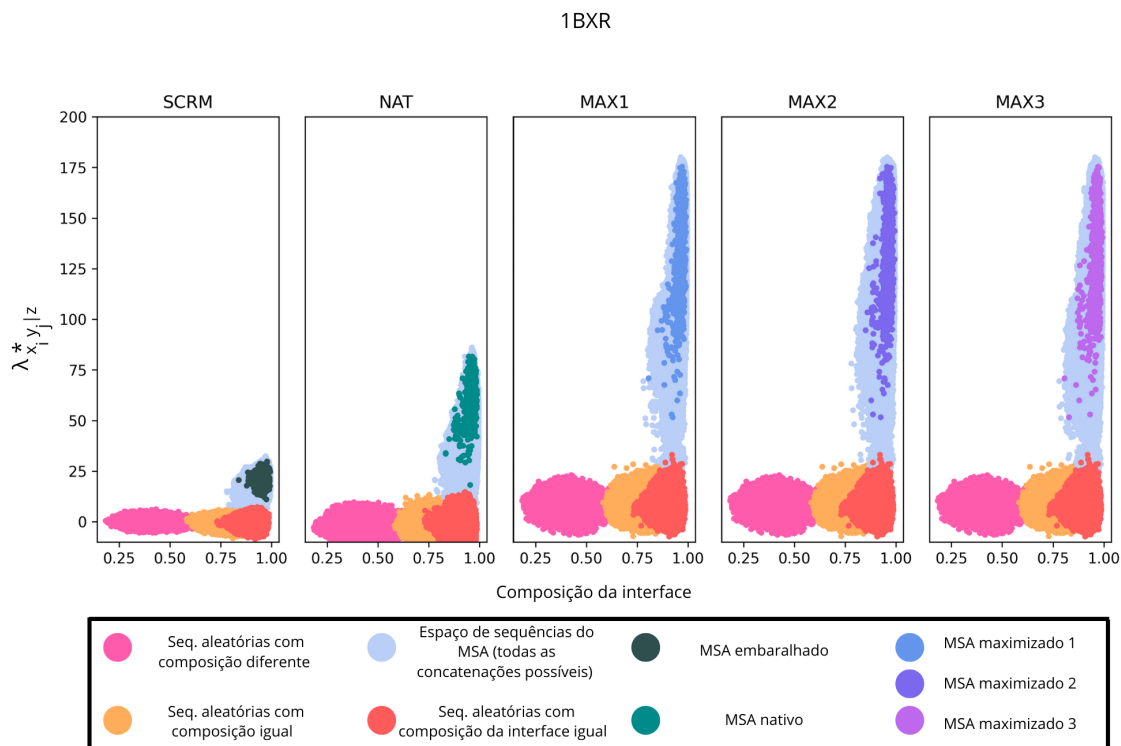 1BXR
SCRM
NAT
MAX1
MAX2
MAX3
200
175
150
125
100
75
50
25
0
λ* x_i y_j|z
0.25 0.50 0.75 1.00
0.25 0.50 0.75 1.00
0.25 0.50 0.75 1.00
0.25 0.50 0.75 1.00
0.25 0.50 0.75 1.00
Composição da interface
Seq. aleatórias com
composição diferente
Espaço de sequências do
MSA (todas as
concatenações possíveis)
MSA embaralhado
MSA maximizado 1
MSA maximizado 2
Seq. aleatórias com
composição igual
Seq. aleatórias com
composição da interface igual
MSA nativo
MSA maximizado 3